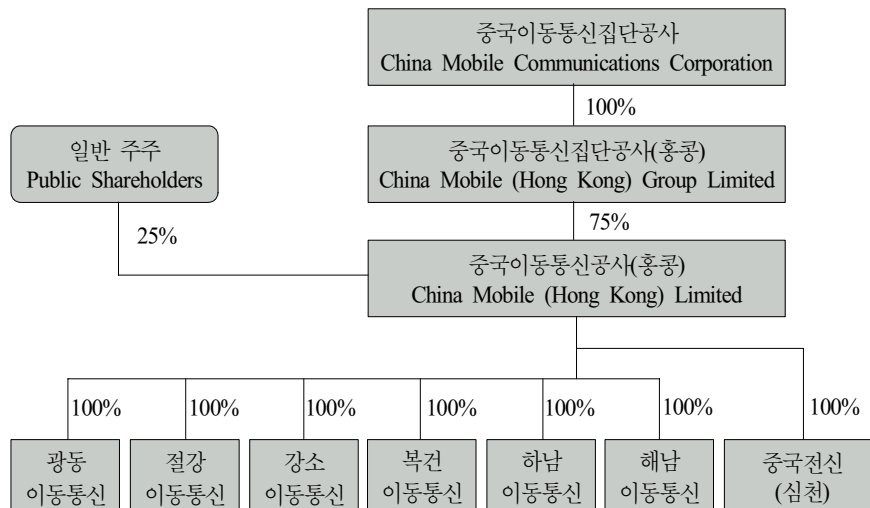 중국이동통신집단공사
China Mobile Communications Corporation
100%
일반 주주
Public Shareholders
중국이동통신집단공사(홍콩)
China Mobile (Hong Kong) Group Limited
25%
75%
중국이동통신공사(홍콩)
China Mobile (Hong Kong) Limited
100%
100%
100%
100%
100%
100%
100%
광동
이동통신
절강
이동통신
강소
이동통신
복건
이동통신
하남
이동통신
해남
이동통신
중국전신
(심천)